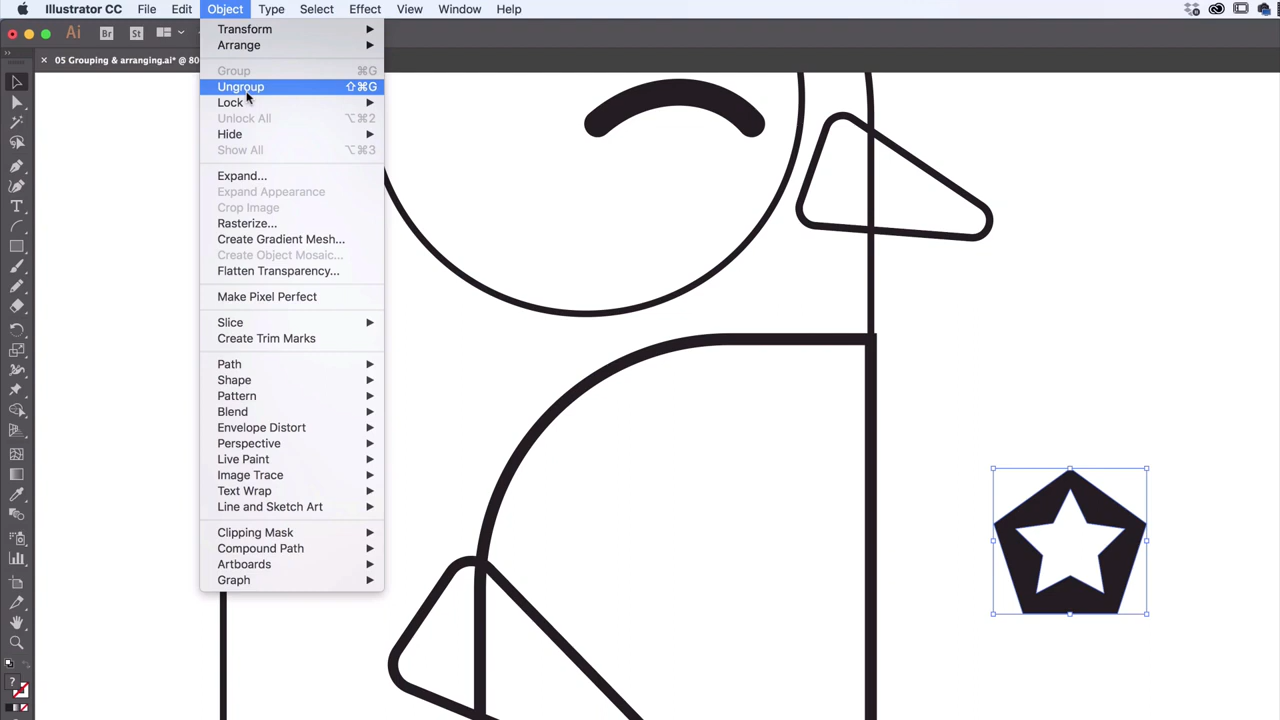 Illustrator CC File Edit Object Type Select Effect View Window Help
Ai Br St
× 05 Grouping & arranging.ai* @ 80
Transform
Arrange
Group ⌘G
Ungroup ⇧⌘G
Lock
Unlock All ⌥⌘2
Hide
Show All ⌥⌘3
Expand...
Expand Appearance
Crop Image
Rasterize...
Create Gradient Mesh...
Create Object Mosaic...
Flatten Transparency...
Make Pixel Perfect
Slice
Create Trim Marks
Path
Shape
Pattern
Blend
Envelope Distort
Perspective
Live Paint
Image Trace
Text Wrap
Line and Sketch Art
Clipping Mask
Compound Path
Artboards
Graph
?